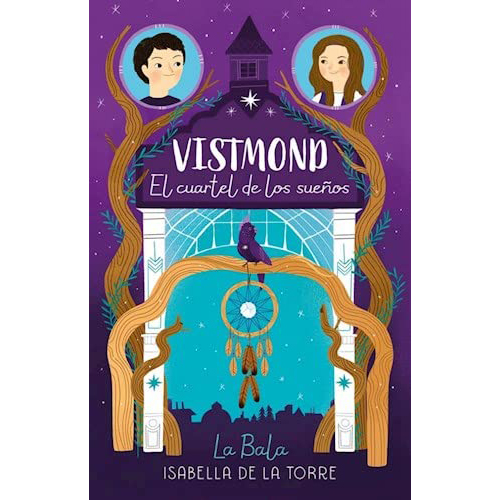 VISTMOND
El cuartel de los sueños
La Bala
ISABELLA DE LA TORRE